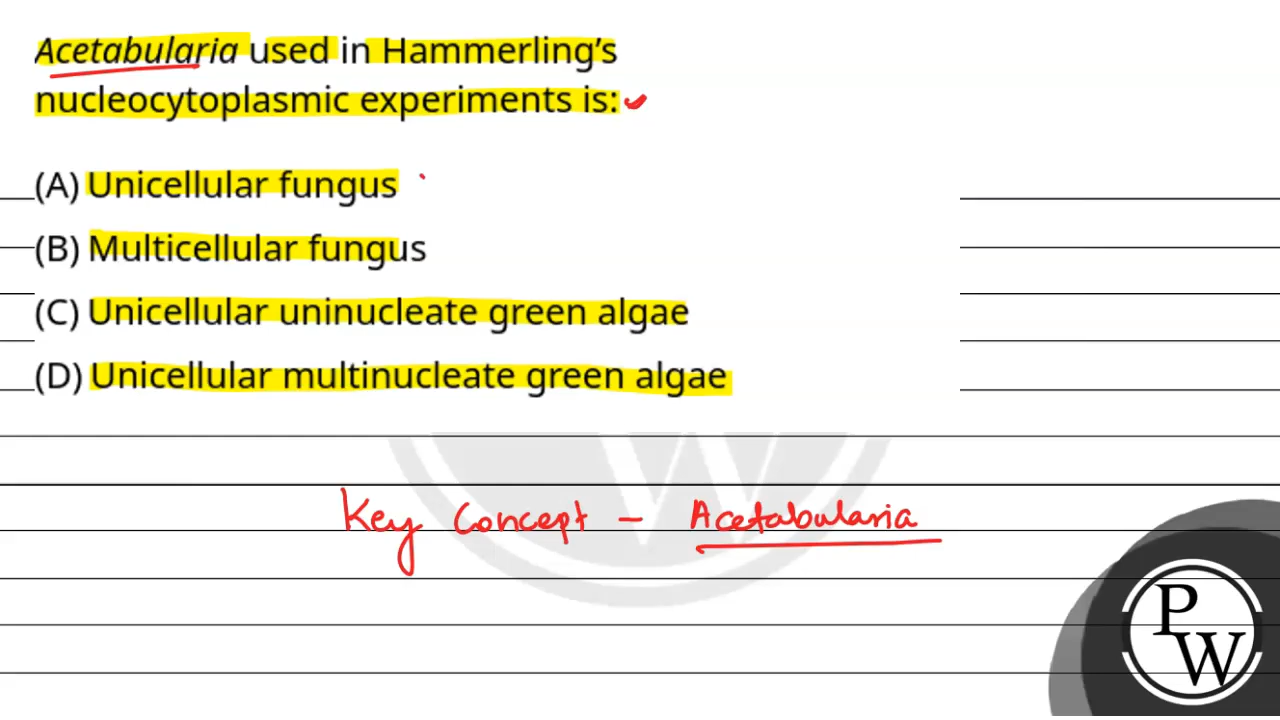 Acetabularia used in Hammerling’s
nucleocytoplasmic experiments is:
(A) Unicellular fungus
(B) Multicellular fungus
(C) Unicellular uninucleate green algae
(D) Unicellular multinucleate green algae
Key Concept - Acetabularia
PW